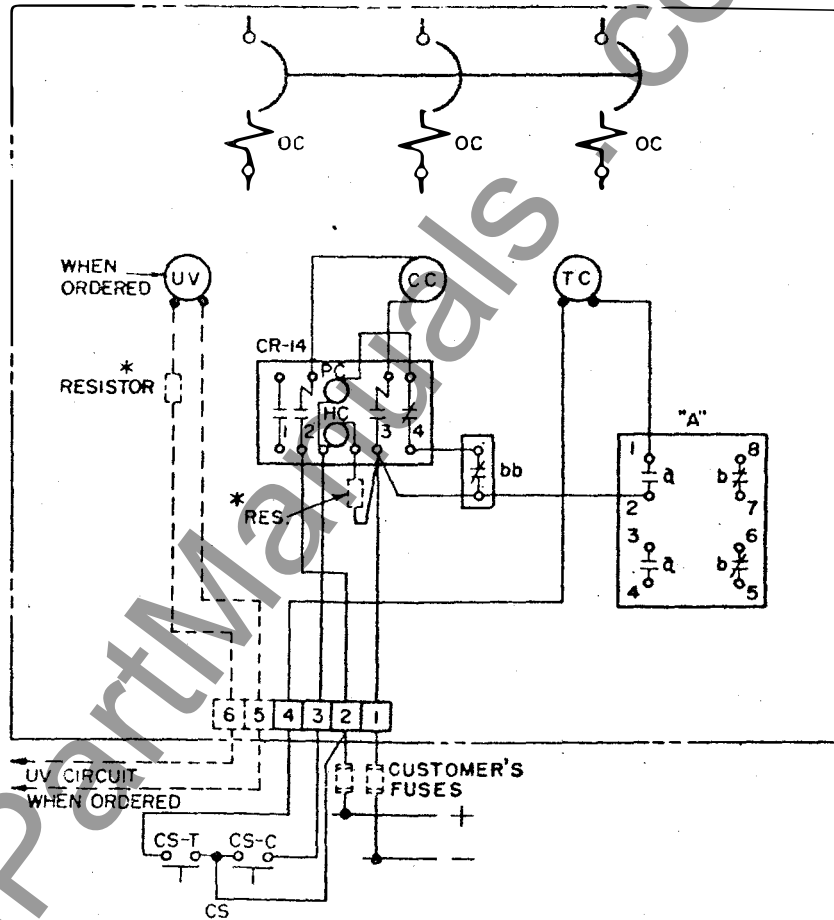 OC OC OC
WHEN
ORDERED
UV
CC
TC
*
RESISTOR
CR-14
PC
HC
1 2 3 4
*
RES.
bb
"A"
1 a 2
3 a 4
8 b 7
6 b 5
6 5 4 3 2 1
UV CIRCUIT
WHEN ORDERED
CUSTOMER'S
FUSES
+
−
CS-T CS-C
CS
PartManuals.co